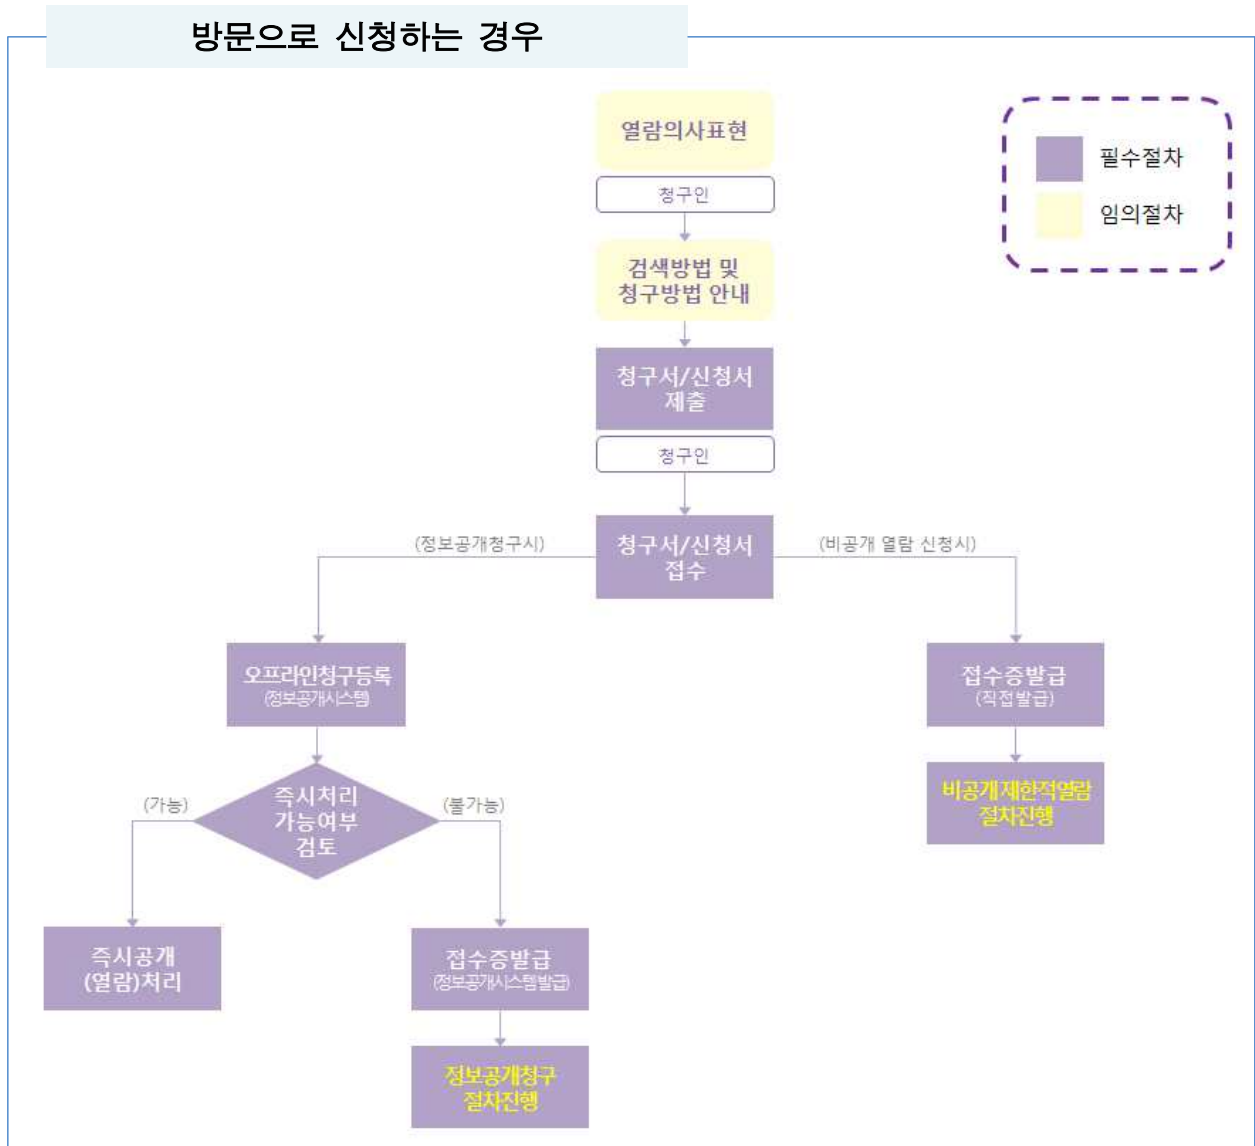 방문으로 신청하는 경우
열람의사표현
청구인
필수절차
임의절차
검색방법 및
청구방법 안내
청구서/신청서
제출
청구인
(정보공개청구시)
청구서/신청서
접수
(비공개 열람 신청시)
오프라인청구등록
(정보공개시스템)
접수증발급
(직접발급)
(가능)
즉시처리
가능여부
검토
(불가능)
비공개 제한적열람
절차진행
즉시공개
(열람)처리
접수증발급
(정보공개시스템발급)
정보공개청구
절차진행